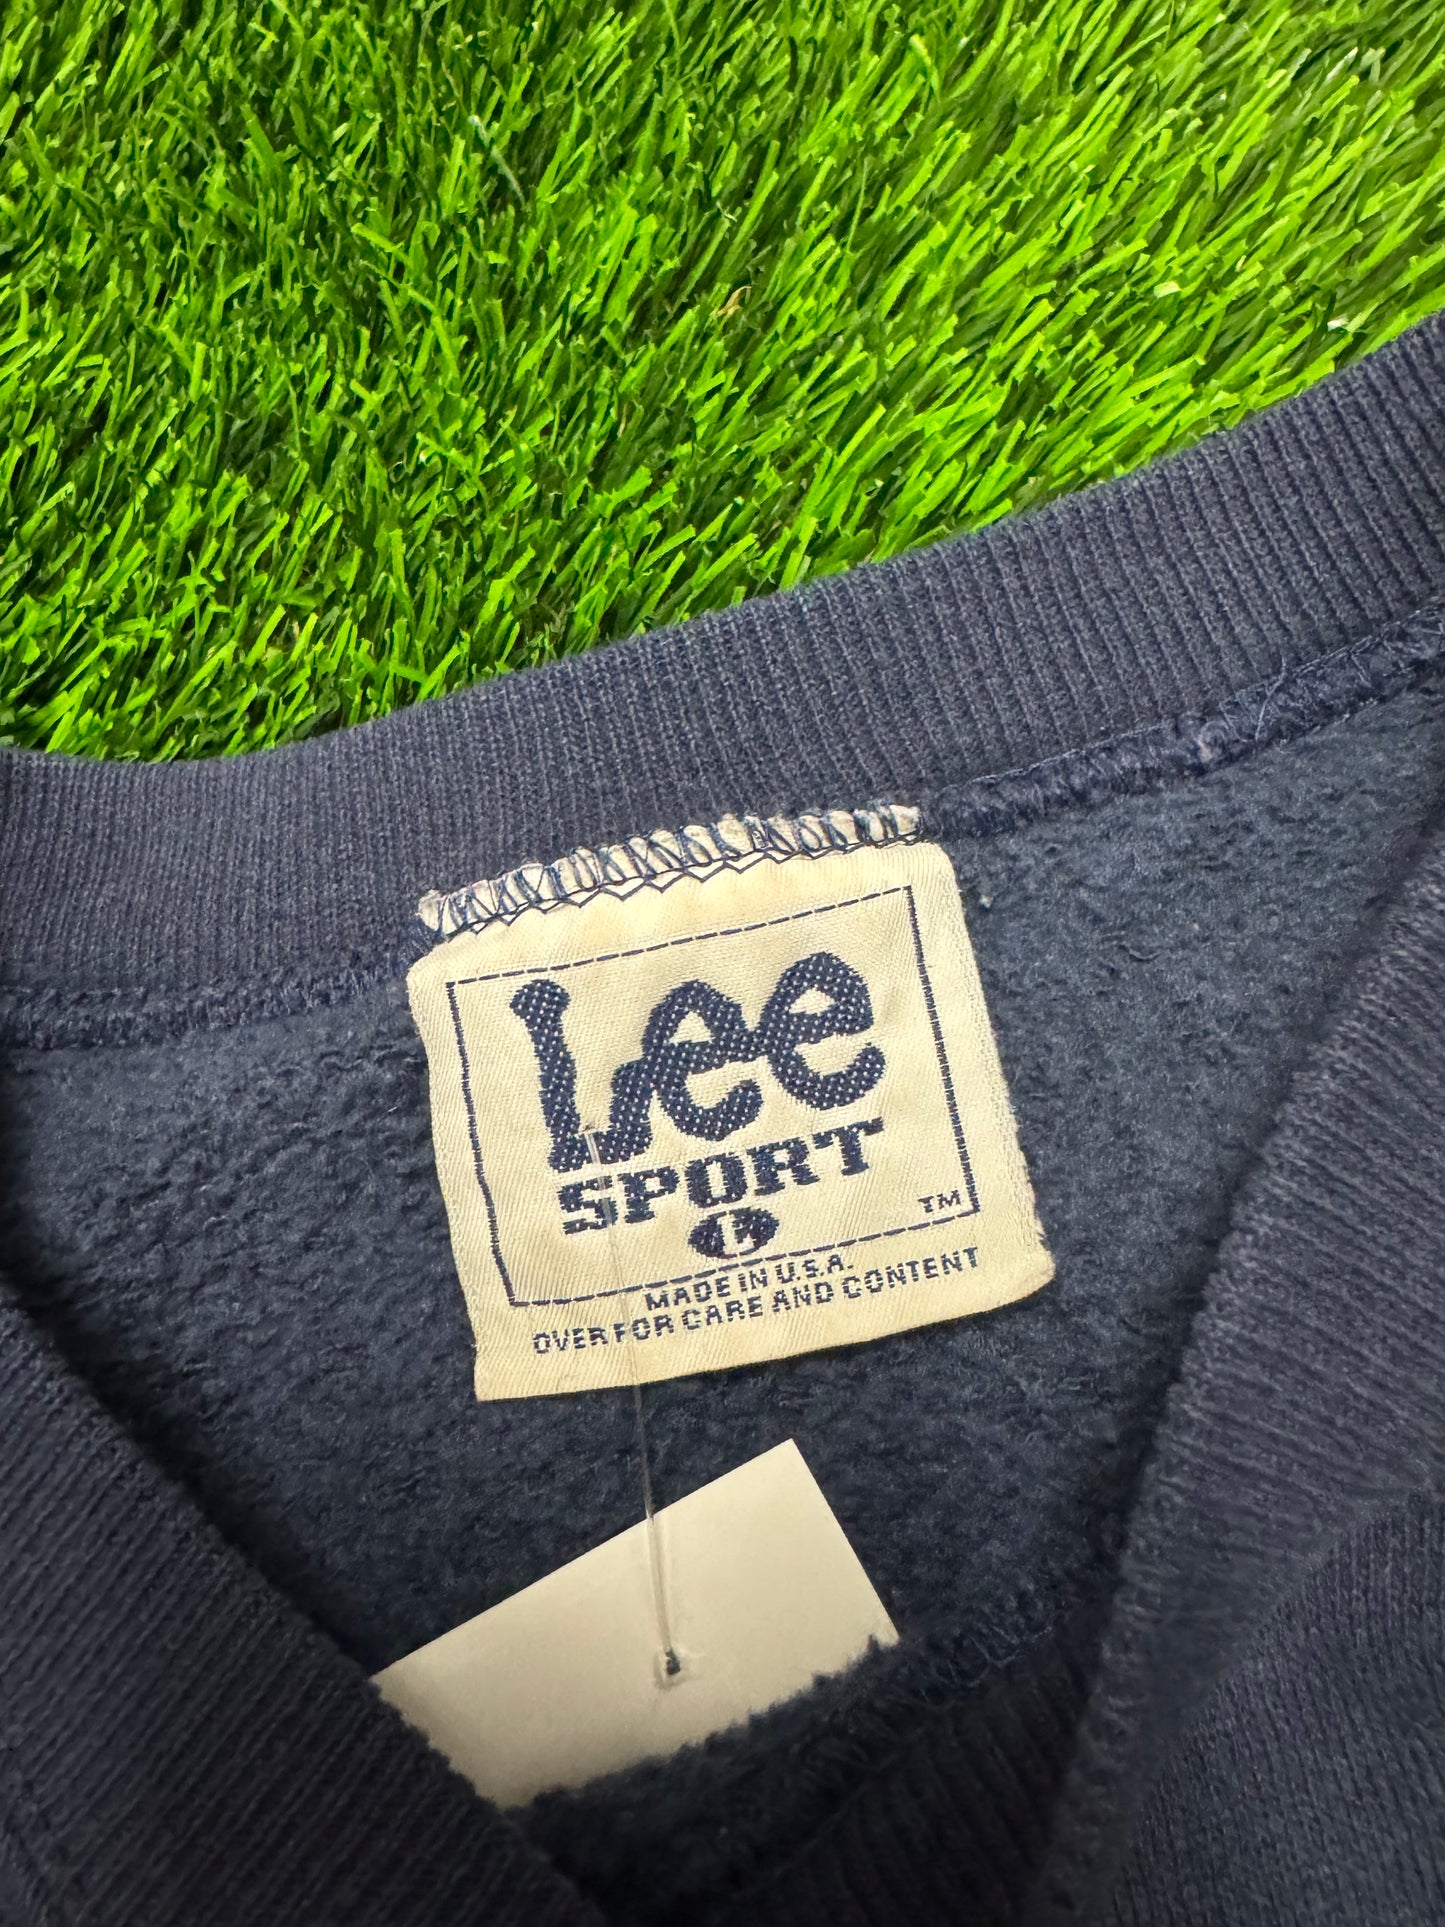 Lee
SPORT
L
TM
MADE IN U.S.A.
OVER FOR CARE AND CONTENT